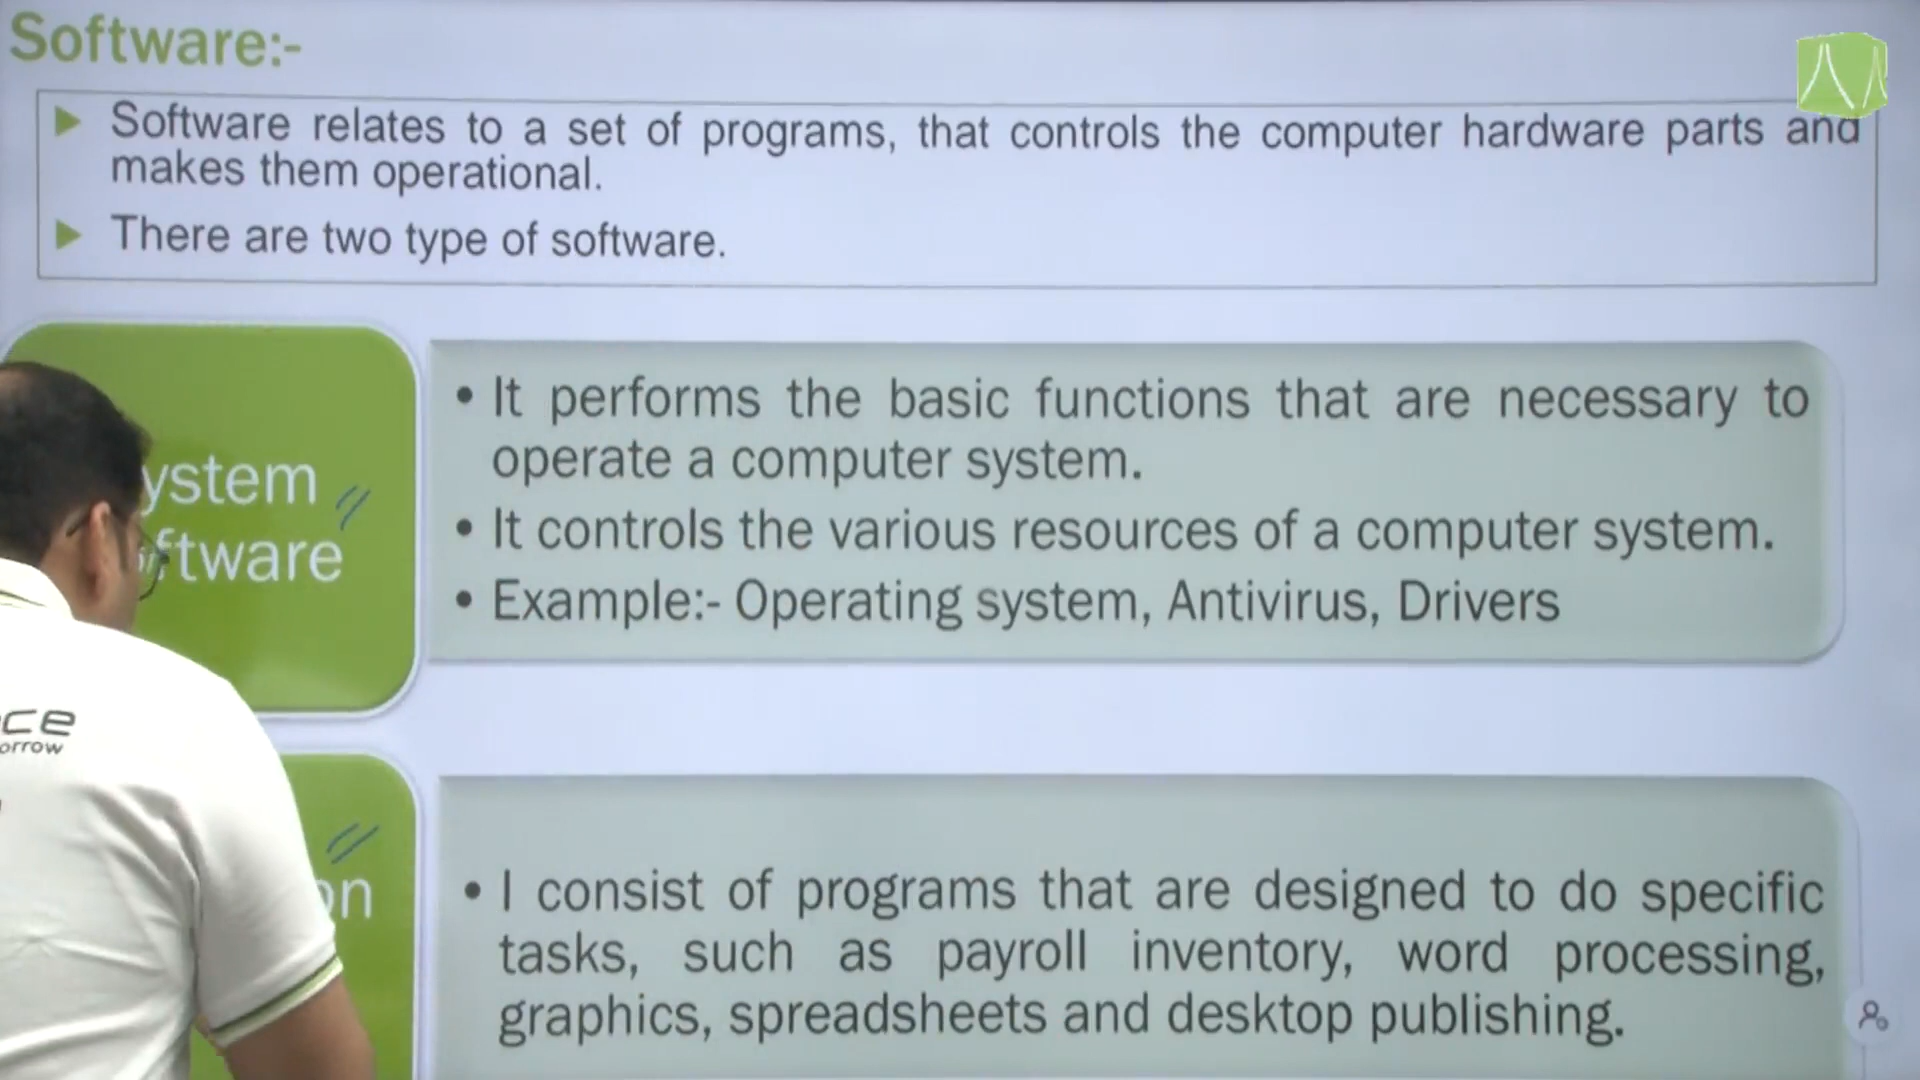 Software:-
Software relates to a set of programs, that controls the computer hardware parts and
makes them operational.
There are two type of software.
ystem
ftware
• It performs the basic functions that are necessary to
operate a computer system.
• It controls the various resources of a computer system.
• Example:- Operating system, Antivirus, Drivers
on
• I consist of programs that are designed to do specific
tasks, such as payroll inventory, word processing,
graphics, spreadsheets and desktop publishing.
ce
orrow